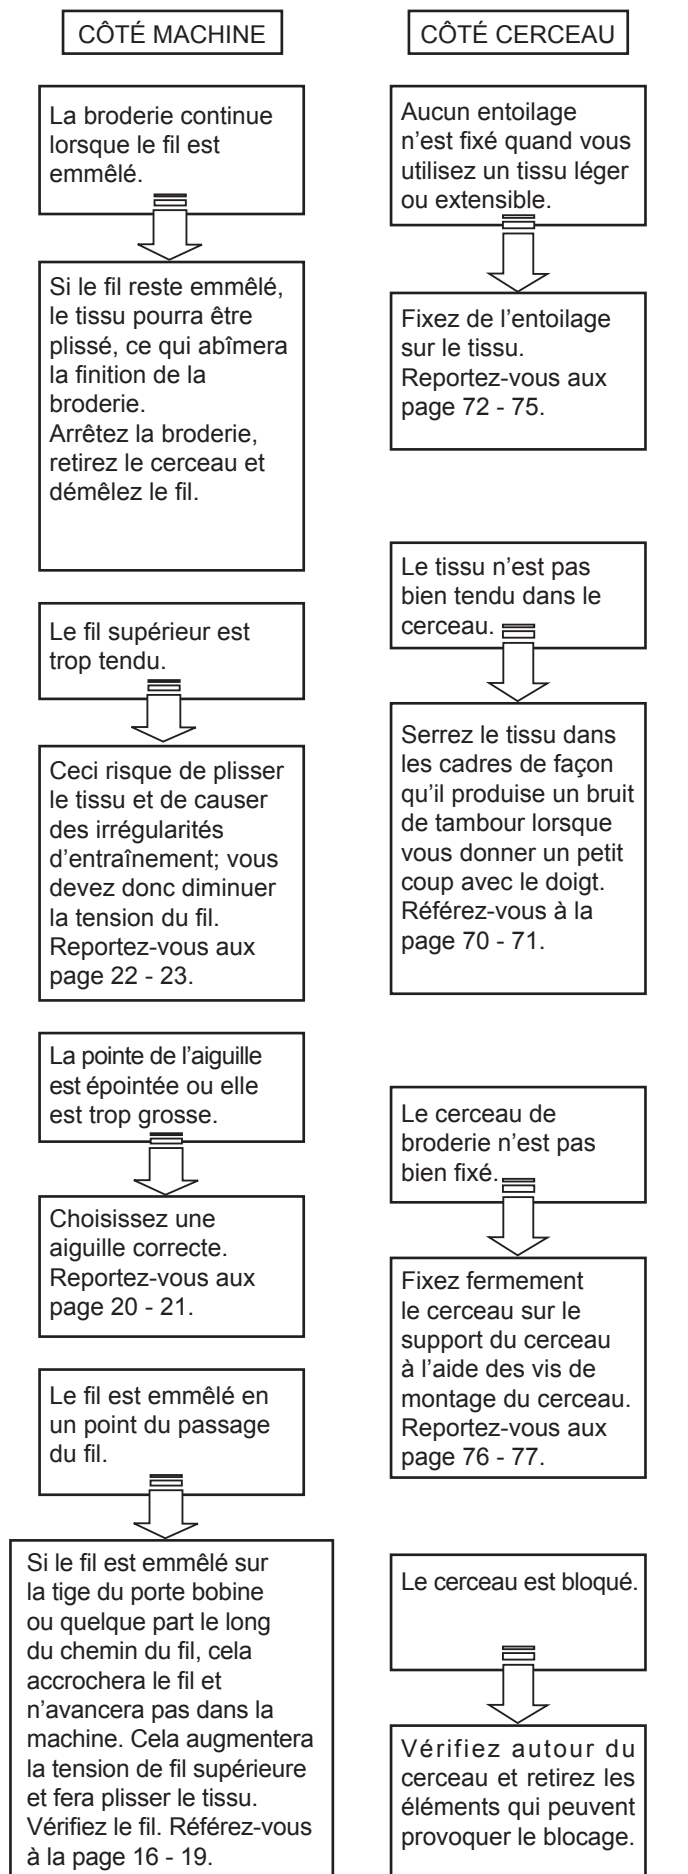 CÔTÉ MACHINE
La broderie continue
lorsque le fil est
emmêlé.
Si le fil reste emmêlé,
le tissu pourra être
plissé, ce qui abîmera
la finition de la
broderie.
Arrêtez la broderie,
retirez le cerceau et
démêlez le fil.
Le fil supérieur est
trop tendu.
Ceci risque de plisser
le tissu et de causer
des irrégularités
d’entraînement; vous
devez donc diminuer
la tension du fil.
Reportez-vous aux
page 22 - 23.
La pointe de l’aiguille
est épointée ou elle
est trop grosse.
Choisissez une
aiguille correcte.
Reportez-vous aux
page 20 - 21.
Le fil est emmêlé en
un point du passage
du fil.
Si le fil est emmêlé sur
la tige du porte bobine
ou quelque part le long
du chemin du fil, cela
accrochera le fil et
n’avancera pas dans la
machine. Cela augmentera
la tension de fil supérieure
et fera plisser le tissu.
Vérifiez le fil. Référez-vous
à la page 16 - 19.
CÔTÉ CERCEAU
Aucun entoilage
n’est fixé quand vous
utilisez un tissu léger
ou extensible.
Fixez de l’entoilage
sur le tissu.
Reportez-vous aux
page 72 - 75.
Le tissu n’est pas
bien tendu dans le
cerceau.
Serrez le tissu dans
les cadres de façon
qu’il produise un bruit
de tambour lorsque
vous donner un petit
coup avec le doigt.
Référez-vous à la
page 70 - 71.
Le cerceau de
broderie n’est pas
bien fixé.
Fixez fermement
le cerceau sur le
support du cerceau
à l’aide des vis de
montage du cerceau.
Reportez-vous aux
page 76 - 77.
Le cerceau est bloqué.
Vérifiez autour du
cerceau et retirez les
éléments qui peuvent
provoquer le blocage.